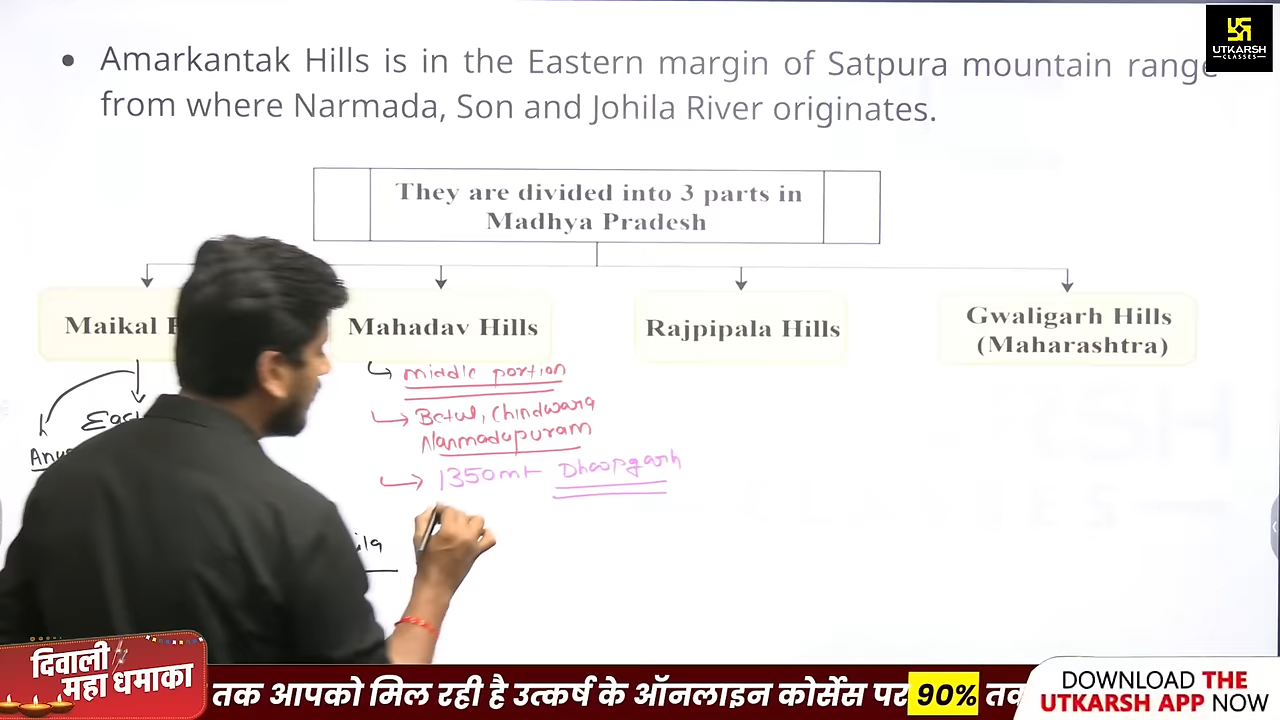 UTKARSH
CLASSES
• Amarkantak Hills is in the Eastern margin of Satpura mountain range
from where Narmada, Son and Johila River originates.
They are divided into 3 parts in
Madhya Pradesh
Maikal
Mahadav Hills
Rajpipala Hills
Gwaligarh Hills
(Maharashtra)
middle portion
Betul, Chindwara
Narmadapuram
1350mt Dhoopgarh
दिवाली
महा धमाका
तक आपको मिल रही है उत्कर्ष के ऑनलाइन कोर्सेस पर 90% तक
DOWNLOAD THE
UTKARSH APP NOW